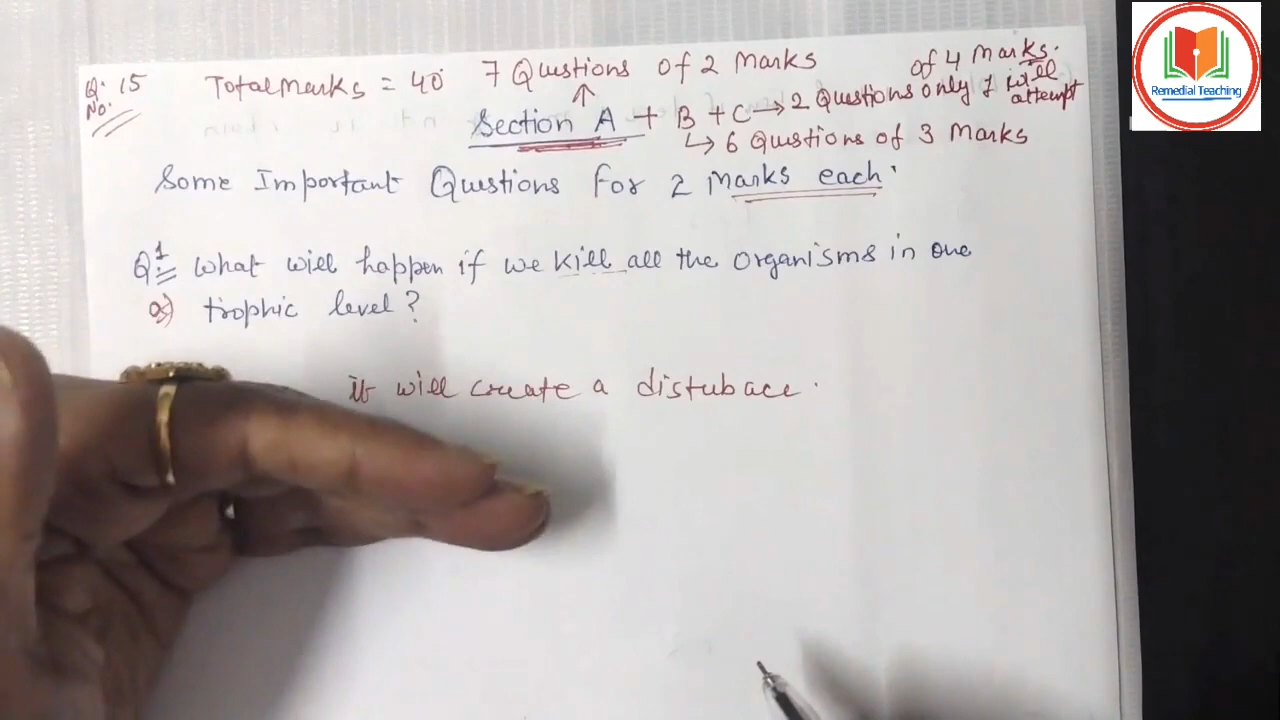 Q. 15
No:
Total Marks = 40
7 Questions of 2 Marks
of 4 Marks.
Section A + B + C → 2 Questions only 1 will
attempt
↳ 6 Questions of 3 Marks
Some Important Questions for 2 Marks each.
Q1 What will happen if we kill all the organisms in one
a) trophic level?
it will create a distubace.
Remedial Teaching